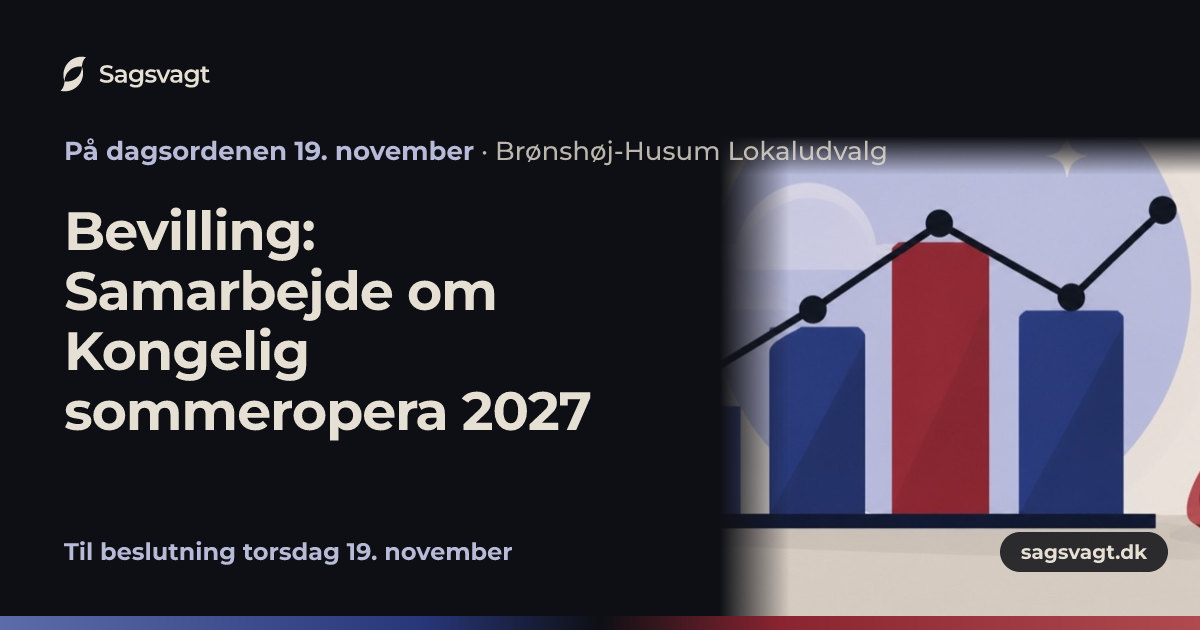 Sagsvagt
På dagsordenen 19. november · Brønshøj-Husum Lokaludvalg
Bevilling:
Samarbejde om
Kongelig
sommeropera 2027
Til beslutning torsdag 19. november
sagsvagt.dk